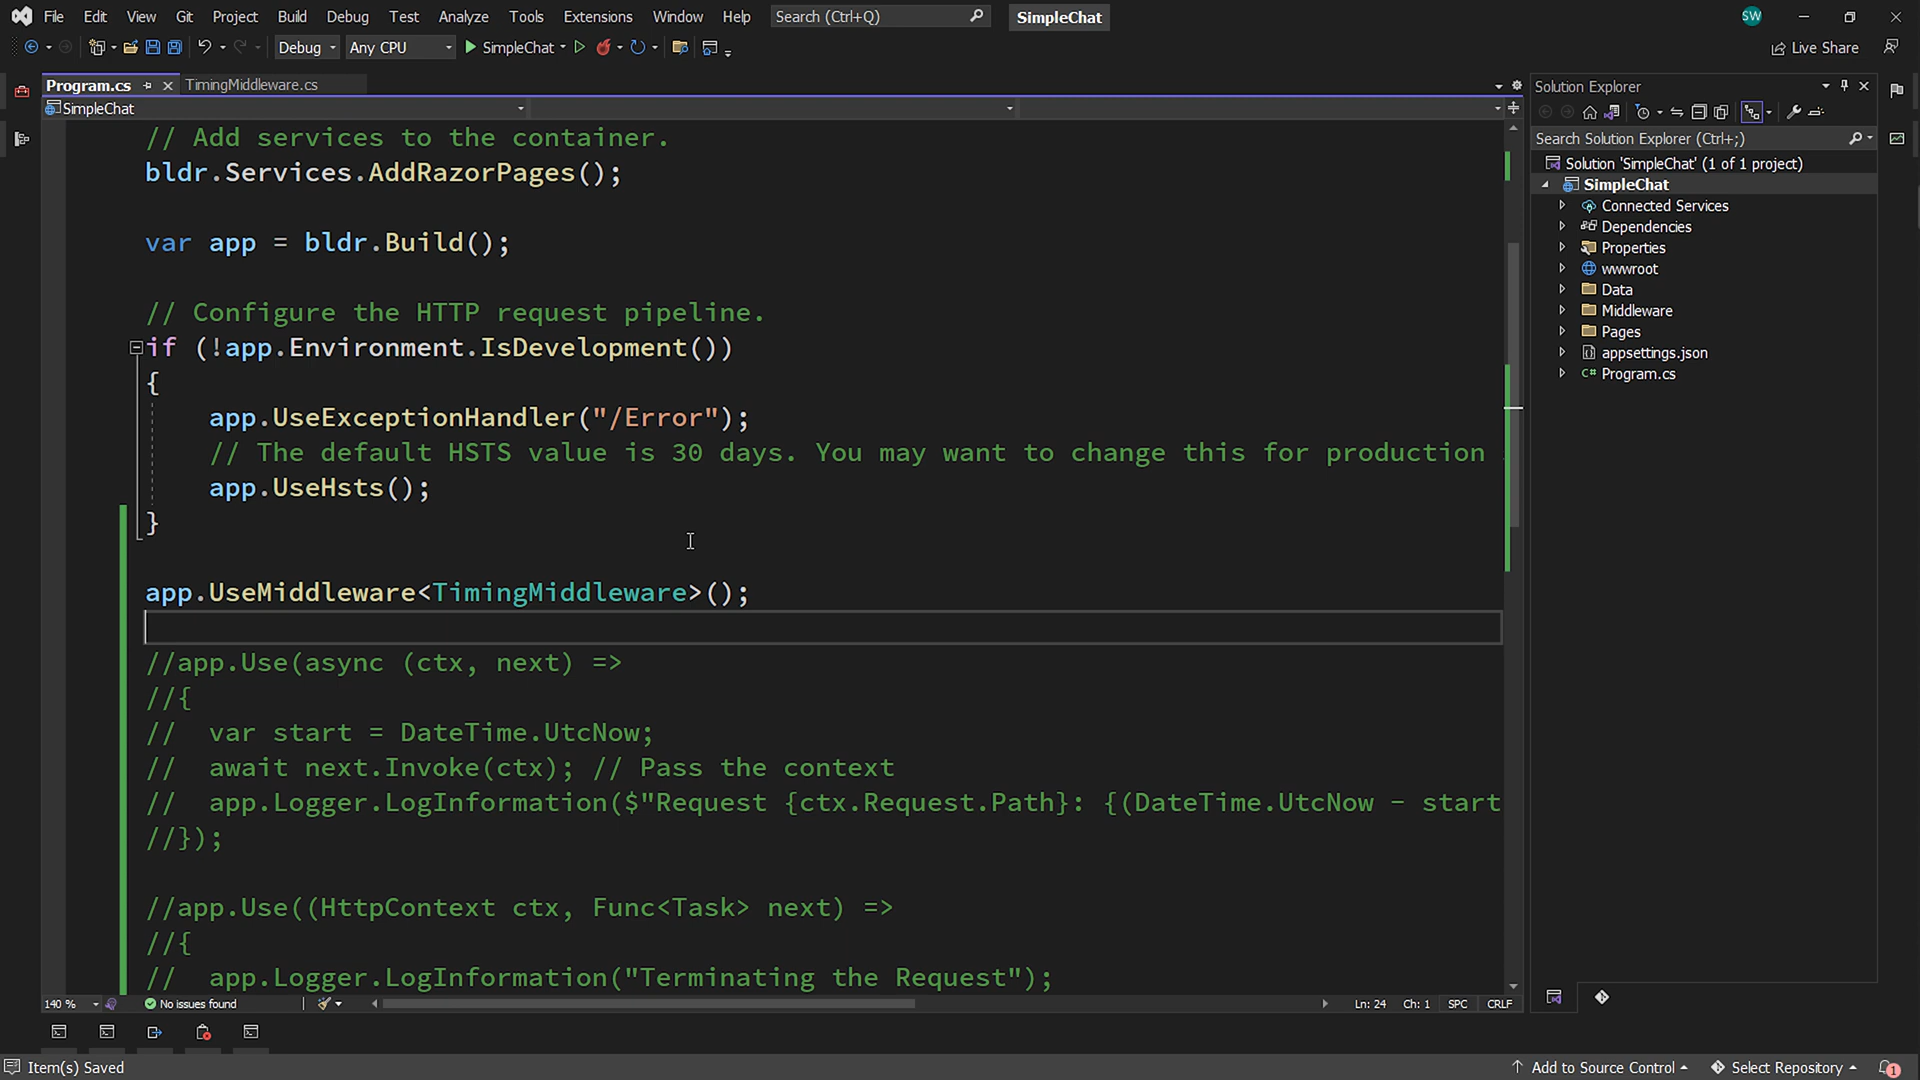 File Edit View Git Project Build Debug Test Analyze Tools Extensions Window Help Search (Ctrl+Q) SimpleChat SW
Debug Any CPU SimpleChat Live Share
Program.cs TimingMiddleware.cs
SimpleChat
// Add services to the container.
bldr.Services.AddRazorPages();
var app = bldr.Build();
// Configure the HTTP request pipeline.
if (!app.Environment.IsDevelopment())
{
app.UseExceptionHandler("/Error");
// The default HSTS value is 30 days. You may want to change this for production
app.UseHsts();
}
app.UseMiddleware<TimingMiddleware>();
//app.Use(async (ctx, next) =>
//{
//  var start = DateTime.UtcNow;
//  await next.Invoke(ctx); // Pass the context
//  app.Logger.LogInformation($"Request {ctx.Request.Path}: {(DateTime.UtcNow - start
//});
//app.Use((HttpContext ctx, Func<Task> next) =>
//{
//  app.Logger.LogInformation("Terminating the Request");
140 % No issues found Ln: 24 Ch: 1 SPC CRLF
Solution Explorer
Search Solution Explorer (Ctrl+;)
Solution 'SimpleChat' (1 of 1 project)
SimpleChat
Connected Services
Dependencies
Properties
wwwroot
Data
Middleware
Pages
appsettings.json
C# Program.cs
Item(s) Saved Add to Source Control Select Repository 1